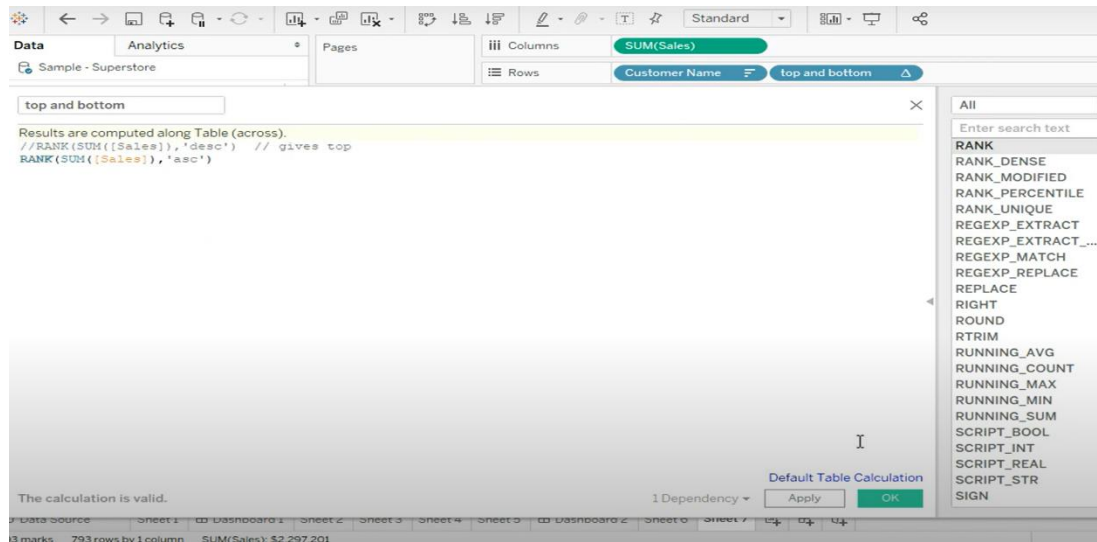 Standard
Data Analytics Pages iii Columns SUM(Sales)
Sample - Superstore Rows Customer Name top and bottom
top and bottom
Results are computed along Table (across).
//RANK(SUM([Sales]),'desc') // gives top
RANK(SUM([Sales]),'asc')
All
Enter search text
RANK
RANK_DENSE
RANK_MODIFIED
RANK_PERCENTILE
RANK_UNIQUE
REGEXP_EXTRACT
REGEXP_EXTRACT_...
REGEXP_MATCH
REGEXP_REPLACE
REPLACE
RIGHT
ROUND
RTRIM
RUNNING_AVG
RUNNING_COUNT
RUNNING_MAX
RUNNING_MIN
RUNNING_SUM
SCRIPT_BOOL
SCRIPT_INT
SCRIPT_REAL
SCRIPT_STR
SIGN
Default Table Calculation
The calculation is valid. 1 Dependency Apply OK
Data Source Sheet 1 Dashboard 1 Sheet 2 Sheet 3 Sheet 4 Sheet 5 Dashboard 2 Sheet 6 Sheet 7
marks 793 rows by 1 column SUM(Sales): $2,297,201